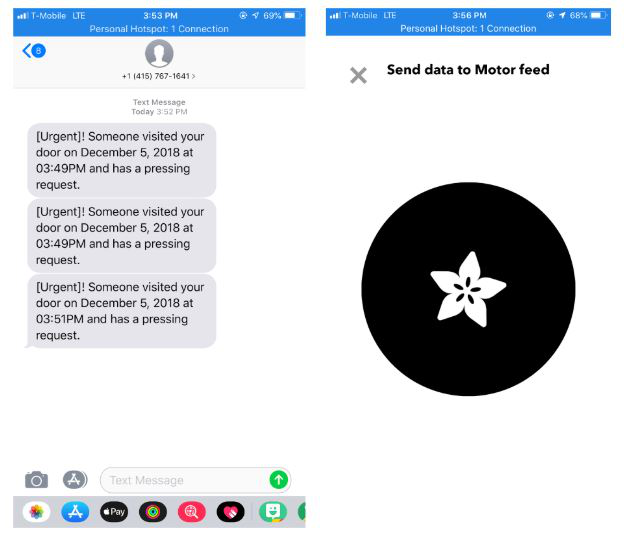 T-Mobile LTE 3:53 PM 69%
Personal Hotspot: 1 Connection
8
+1 (415) 767-1641 >
Text Message
Today 3:52 PM
[Urgent]! Someone visited your
door on December 5, 2018 at
03:49PM and has a pressing
request.
[Urgent]! Someone visited your
door on December 5, 2018 at
03:49PM and has a pressing
request.
[Urgent]! Someone visited your
door on December 5, 2018 at
03:51PM and has a pressing
request.
Text Message
Pay
T-Mobile LTE 3:56 PM 68%
Personal Hotspot: 1 Connection
Send data to Motor feed